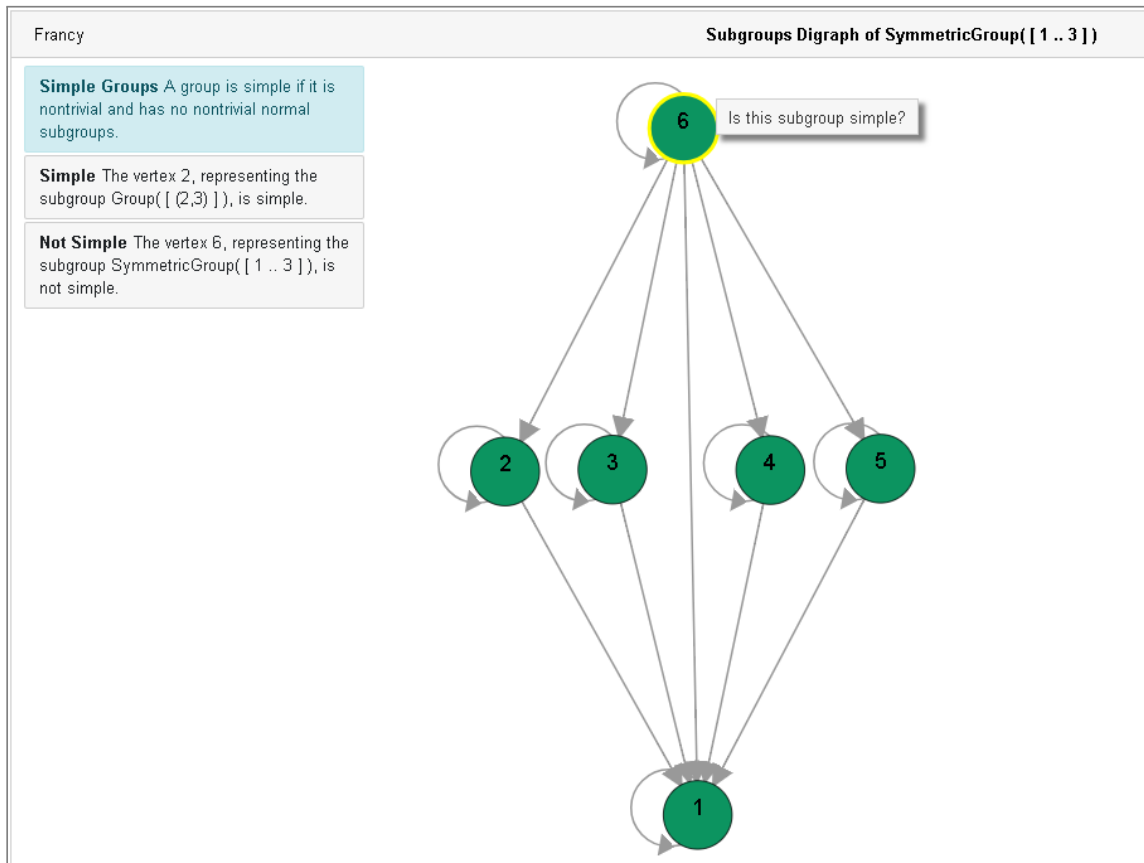 Francy
Subgroups Digraph of SymmetricGroup( [ 1 .. 3 ] )
Simple Groups A group is simple if it is
nontrivial and has no nontrivial normal
subgroups.
Simple The vertex 2, representing the
subgroup Group( [ (2,3) ] ), is simple.
Not Simple The vertex 6, representing the
subgroup SymmetricGroup( [ 1 .. 3 ] ), is
not simple.
6
Is this subgroup simple?
2
3
4
5
1